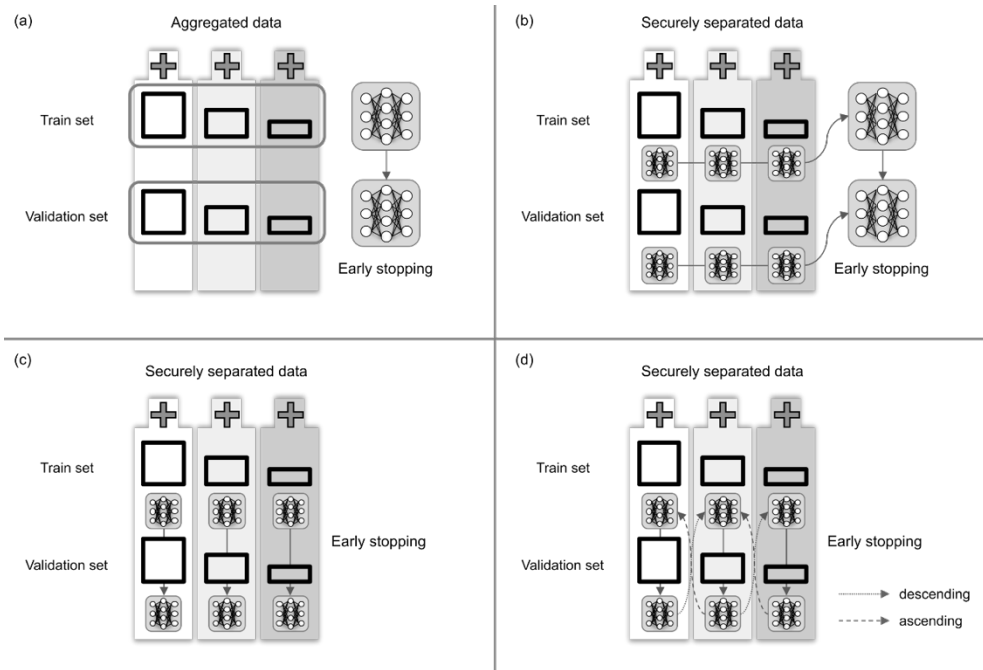 (a)
Aggregated data
Train set
Validation set
Early stopping
(b)
Securely separated data
Train set
Validation set
Early stopping
(c)
Securely separated data
Train set
Early stopping
Validation set
(d)
Securely separated data
Train set
Early stopping
Validation set
descending
ascending